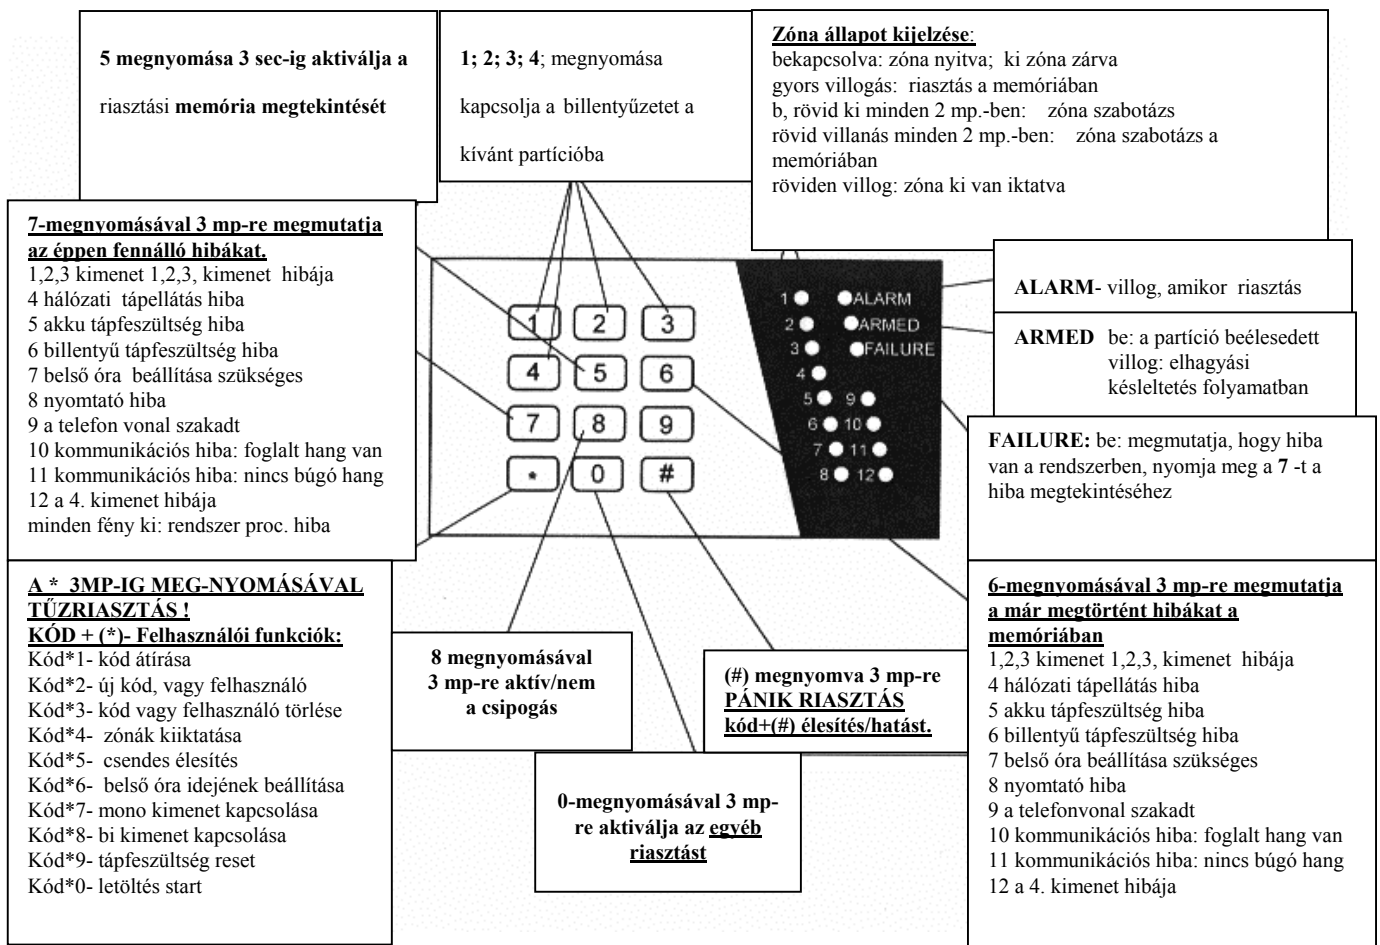 5 megnyomása 3 sec-ig aktiválja a
riasztási memória megtekintését
1; 2; 3; 4; megnyomása
kapcsolja a billentyűzetet a
kívánt partícióba
Zóna állapot kijelzése:
bekapcsolva: zóna nyitva; ki zóna zárva
gyors villogás: riasztás a memóriában
b, rövid ki minden 2 mp.-ben: zóna szabotázs
rövid villanás minden 2 mp.-ben: zóna szabotázs a
memóriában
röviden villog: zóna ki van iktatva
7-megnyomásával 3 mp-re megmutatja
az éppen fennálló hibákat.
1,2,3 kimenet 1,2,3, kimenet hibája
4 hálózati tápellátás hiba
5 akku tápfeszültség hiba
6 billentyű tápfeszültség hiba
7 belső óra beállítása szükséges
8 nyomtató hiba
9 a telefon vonal szakadt
10 kommunikációs hiba: foglalt hang van
11 kommunikációs hiba: nincs búgó hang
12 a 4. kimenet hibája
minden fény ki: rendszer proc. hiba
1 2 3
4 5 6
7 8 9
* 0 #
1 ALARM
2 ARMED
3 FAILURE
4
5 9
6 10
7 11
8 12
ALARM- villog, amikor riasztás
ARMED be: a partíció beélesedett
villog: elhagyási
késleltetés folyamatban
FAILURE: be: megmutatja, hogy hiba
van a rendszerben, nyomja meg a 7 -t a
hiba megtekintéséhez
A * 3MP-IG MEG-NYOMÁSÁVAL
TŰZRIASZTÁS !
KÓD + (*)- Felhasználói funkciók:
Kód*1- kód átírása
Kód*2- új kód, vagy felhasználó
Kód*3- kód vagy felhasználó törlése
Kód*4- zónák kiiktatása
Kód*5- csendes élesítés
Kód*6- belső óra idejének beállítása
Kód*7- mono kimenet kapcsolása
Kód*8- bi kimenet kapcsolása
Kód*9- tápfeszültség reset
Kód*0- letöltés start
8 megnyomásával
3 mp-re aktív/nem
a csipogás
0-megnyomásával 3 mp-
re aktiválja az egyéb
riasztást
(#) megnyomva 3 mp-re
PÁNIK RIASZTÁS
kód+(#) élesítés/hatást.
6-megnyomásával 3 mp-re megmutatja
a már megtörtént hibákat a
memóriában
1,2,3 kimenet 1,2,3, kimenet hibája
4 hálózati tápellátás hiba
5 akku tápfeszültség hiba
6 billentyű tápfeszültség hiba
7 belső óra beállítása szükséges
8 nyomtató hiba
9 a telefonvonal szakadt
10 kommunikációs hiba: foglalt hang van
11 kommunikációs hiba: nincs búgó hang
12 a 4. kimenet hibája